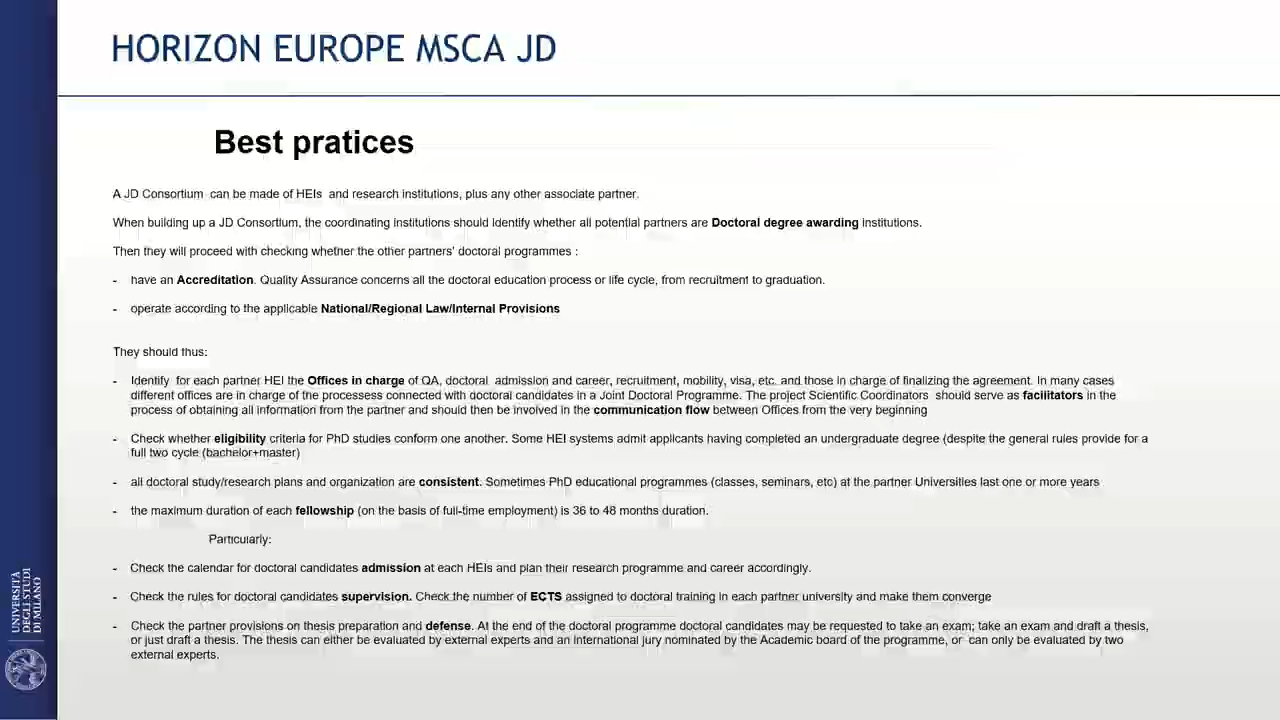 HORIZON EUROPE MSCA JD
Best pratices
A JD Consortium can be made of HEIs and research institutions, plus any other associate partner.
When building up a JD Consortium, the coordinating institutions should identify whether all potential partners are Doctoral degree awarding institutions.
Then they will proceed with checking whether the other partners' doctoral programmes :
- have an Accreditation. Quality Assurance concerns all the doctoral education process or life cycle, from recruitment to graduation.
- operate according to the applicable National/Regional Law/Internal Provisions
They should thus:
- Identify for each partner HEI the Offices in charge of QA, doctoral admission and career, recruitment, mobility, visa, etc. and those in charge of finalizing the agreement. In many cases
different offices are in charge of the processess connected with doctoral candidates in a Joint Doctoral Programme. The project Scientific Coordinators should serve as facilitators in the
process of obtaining all information from the partner and should then be involved in the communication flow between Offices from the very beginning
- Check whether eligibility criteria for PhD studies conform one another. Some HEI systems admit applicants having completed an undergraduate degree (despite the general rules provide for a
full two cycle (bachelor+master)
- all doctoral study/research plans and organization are consistent. Sometimes PhD educational programmes (classes, seminars, etc) at the partner Universities last one or more years
- the maximum duration of each fellowship (on the basis of full-time employment) is 36 to 48 months duration.
Particularly:
- Check the calendar for doctoral candidates admission at each HEIs and plan their research programme and career accordingly.
- Check the rules for doctoral candidates supervision. Check the number of ECTS assigned to doctoral training in each partner university and make them converge
- Check the partner provisions on thesis preparation and defense. At the end of the doctoral programme doctoral candidates may be requested to take an exam; take an exam and draft a thesis,
or just draft a thesis. The thesis can either be evaluated by external experts and an international jury nominated by the Academic board of the programme, or can only be evaluated by two
external experts.
UNIVERSITÀ
DEGLI STUDI
DI MILANO